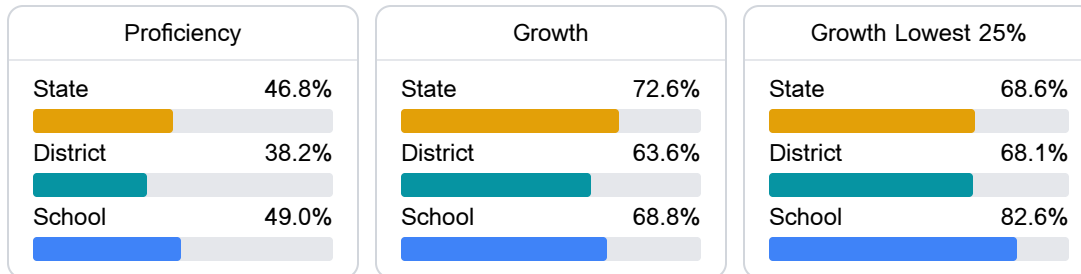 Proficiency
State 46.8%
District 38.2%
School 49.0%
Growth
State 72.6%
District 63.6%
School 68.8%
Growth Lowest 25%
State 68.6%
District 68.1%
School 82.6%